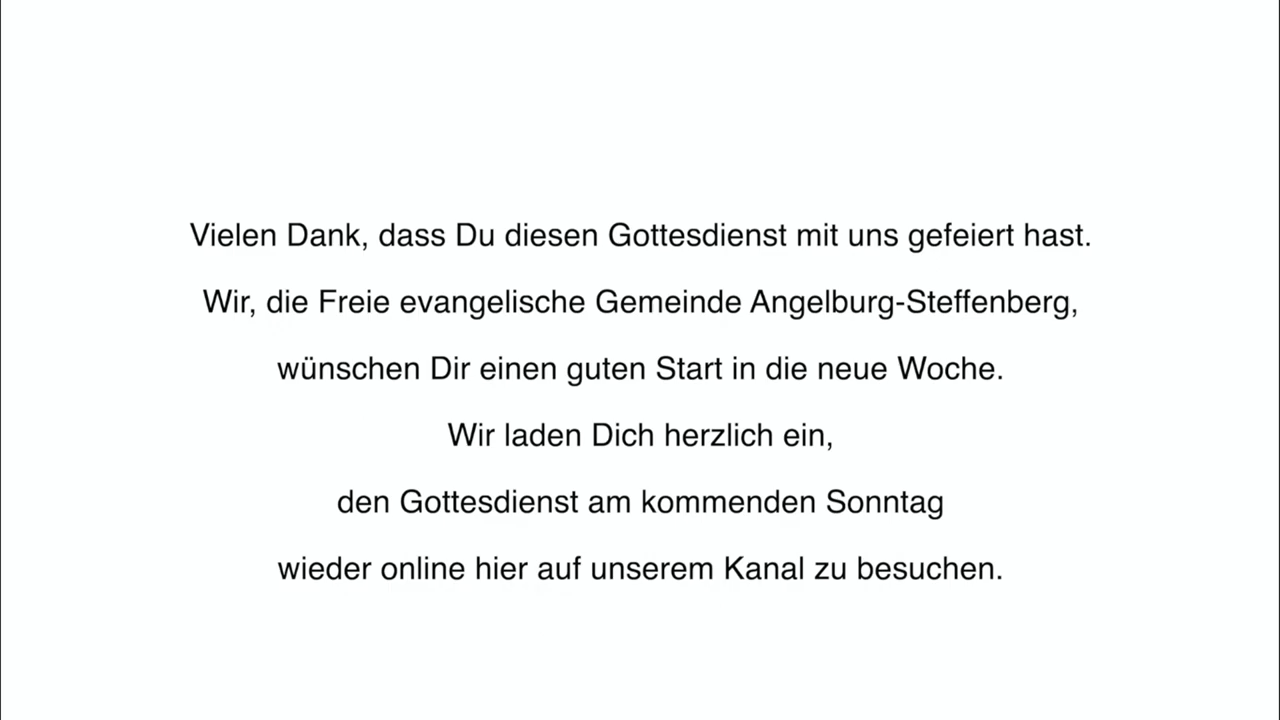 Vielen Dank, dass Du diesen Gottesdienst mit uns gefeiert hast.
Wir, die Freie evangelische Gemeinde Angelburg-Steffenberg,
wünschen Dir einen guten Start in die neue Woche.
Wir laden Dich herzlich ein,
den Gottesdienst am kommenden Sonntag
wieder online hier auf unserem Kanal zu besuchen.